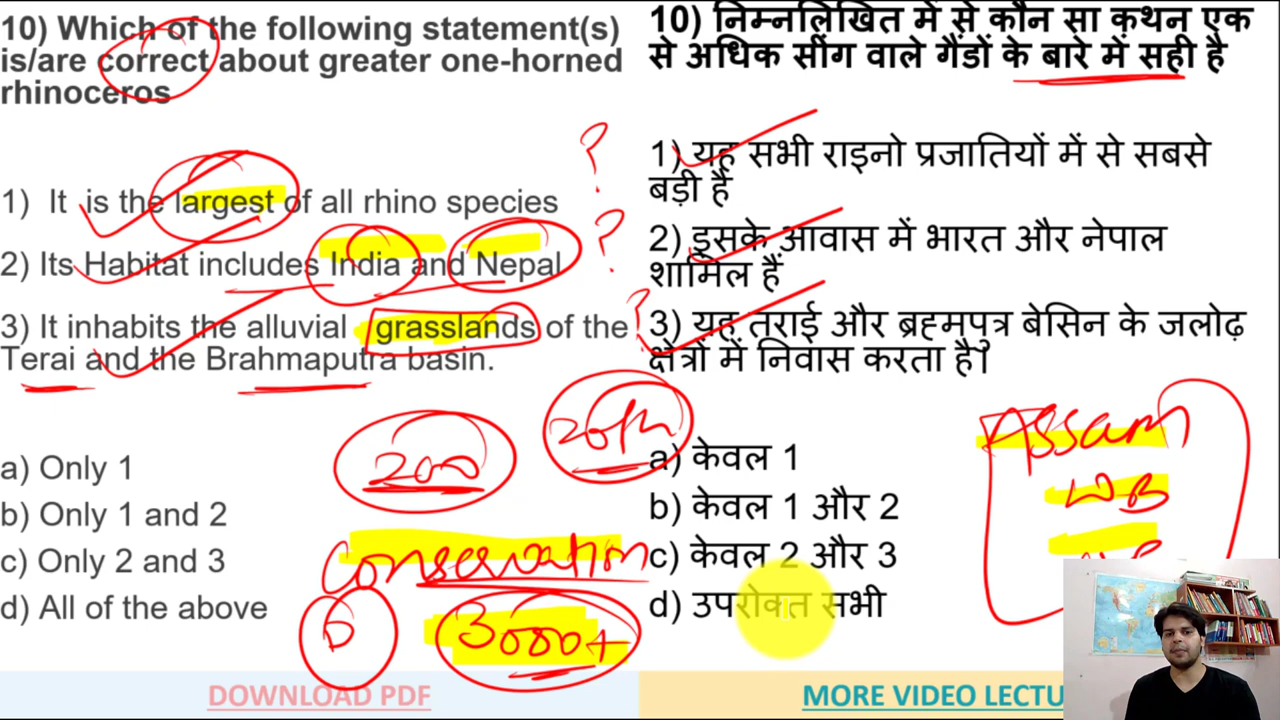 10) Which of the following statement(s)
is/are correct about greater one-horned
rhinoceros
1) It is the largest of all rhino species
2) Its Habitat includes India and Nepal
3) It inhabits the alluvial grasslands of the
Terai and the Brahmaputra basin.
a) Only 1
b) Only 1 and 2
c) Only 2 and 3
d) All of the above
?
?
?
200
20th
Conservation
D
3000+
DOWNLOAD PDF
10) निम्नलिखित में से कौन सा कथन एक
से अधिक सींग वाले गैंडों के बारे में सही है
1) यह सभी राइनो प्रजातियों में से सबसे
बड़ी है
2) इसके आवास में भारत और नेपाल
शामिल हैं
3) यह तराई और ब्रह्मपुत्र बेसिन के जलोढ़
क्षेत्रों में निवास करता है।
a) केवल 1
b) केवल 1 और 2
c) केवल 2 और 3
d) उपरोक्त सभी
Assam
WB
MORE VIDEO LECTU